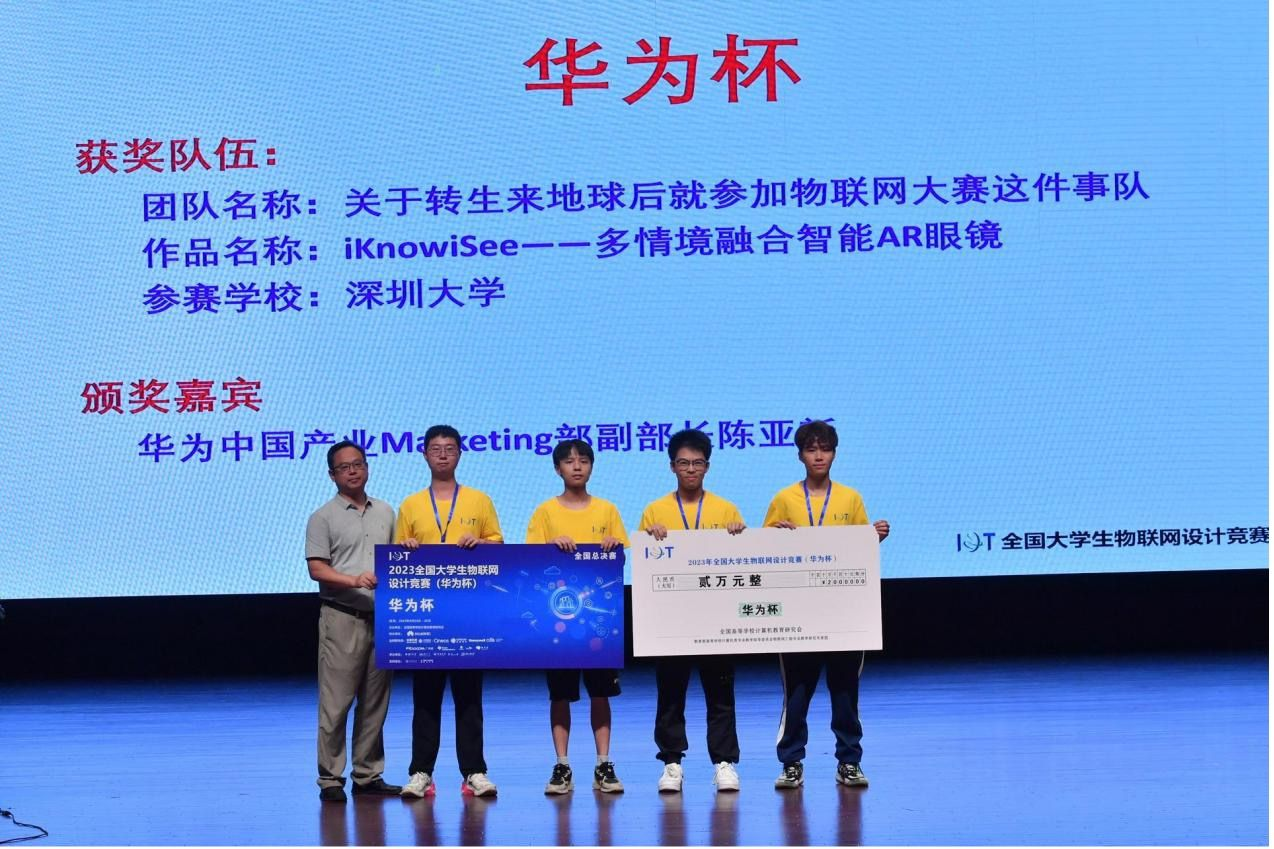 华为杯
获奖队伍：
团队名称：关于转生来地球后就参加物联网大赛这件事队
作品名称：iKnowiSee——多情境融合智能AR眼镜
参赛学校：深圳大学
颁奖嘉宾
华为中国产业Marketing部副部长陈亚新
IOT 全国大学生物联网设计竞赛
IOT
全国总决赛
2023全国大学生物联网
设计竞赛（华为杯）
华为杯
IOT
2023年全国大学生物联网设计竞赛（华为杯）
人民币
（大写）
贰万元整
¥2000000
华为杯
全国高等学校计算机教育研究会